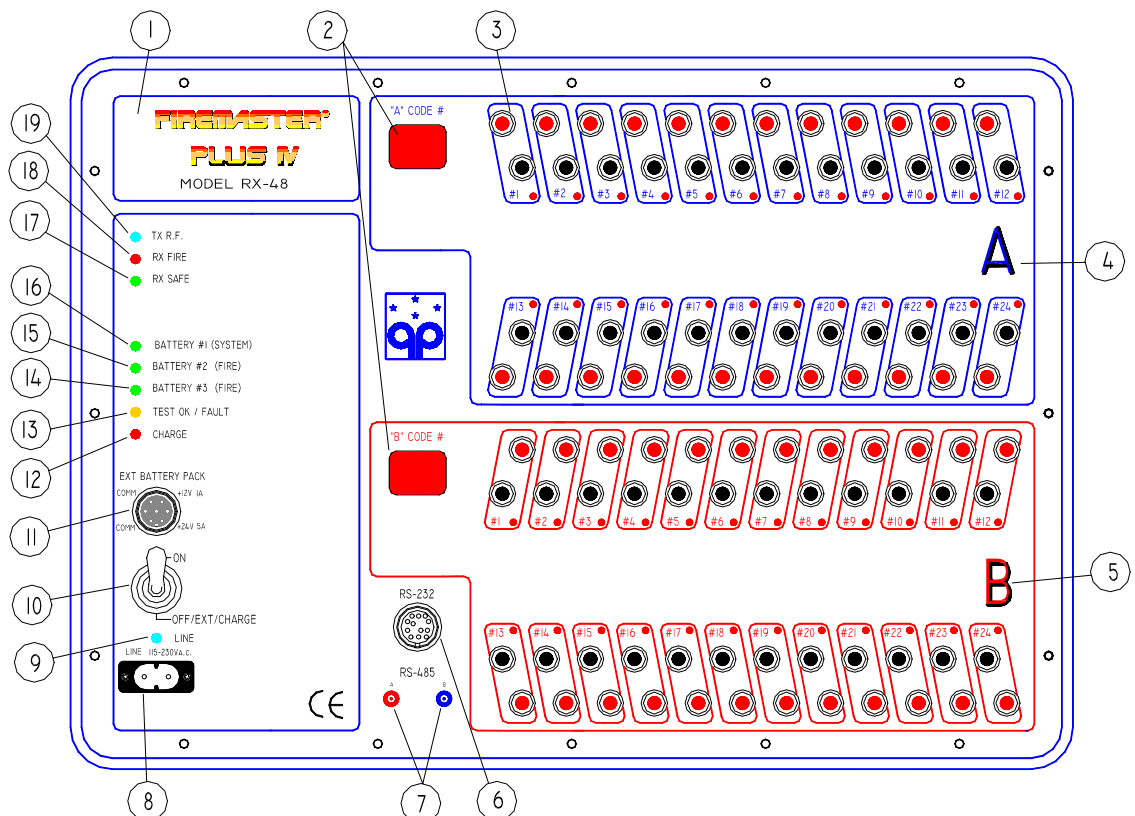 1
2
3
FIREMASTER®
PLUS IV
MODEL RX-48
"A" CODE #
#1 #2 #3 #4 #5 #6 #7 #8 #9 #10 #11 #12
19
18
17
TX R.F.
RX FIRE
RX SAFE
A
4
16
15
14
13
12
BATTERY #1 (SYSTEM)
BATTERY #2 (FIRE)
BATTERY #3 (FIRE)
TEST OK / FAULT
CHARGE
#13 #14 #15 #16 #17 #18 #19 #20 #21 #22 #23 #24
"B" CODE #
EXT BATTERY PACK
COMM +12V 1A
COMM +24V 5A
11
#1 #2 #3 #4 #5 #6 #7 #8 #9 #10 #11 #12
ON
10
OFF/EXT/CHARGE
B
5
RS-232
9
LINE
LINE 115-230VA.C.
#13 #14 #15 #16 #17 #18 #19 #20 #21 #22 #23 #24
RS-485
A B
CE
8
7
6